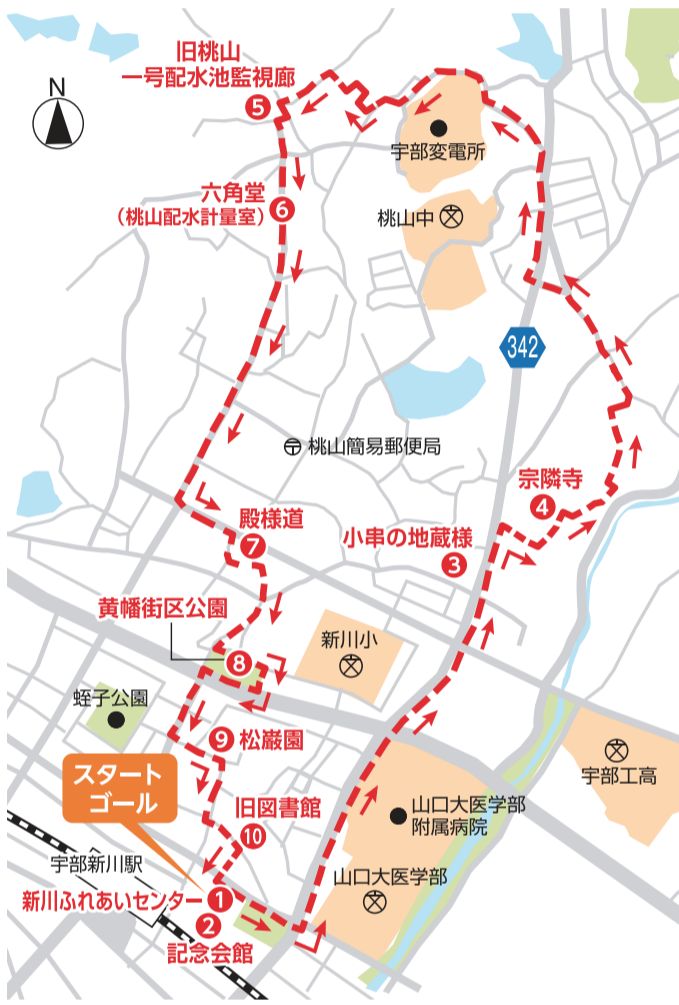 旧桃山
一号配水池監視廊
5
N
宇部変電所
六角堂
(桃山配水計量室)
6
桃山中
文
342
桃山簡易郵便局
宗隣寺
4
殿様道
7
小串の地蔵様
3
黄幡街区公園
8
新川小
文
蛭子公園
9 松巌園
文
宇部工高
スタート
ゴール
旧図書館
10
山口大医学部
附属病院
宇部新川駅
山口大医学部
文
新川ふれあいセンター 1
2
記念会館